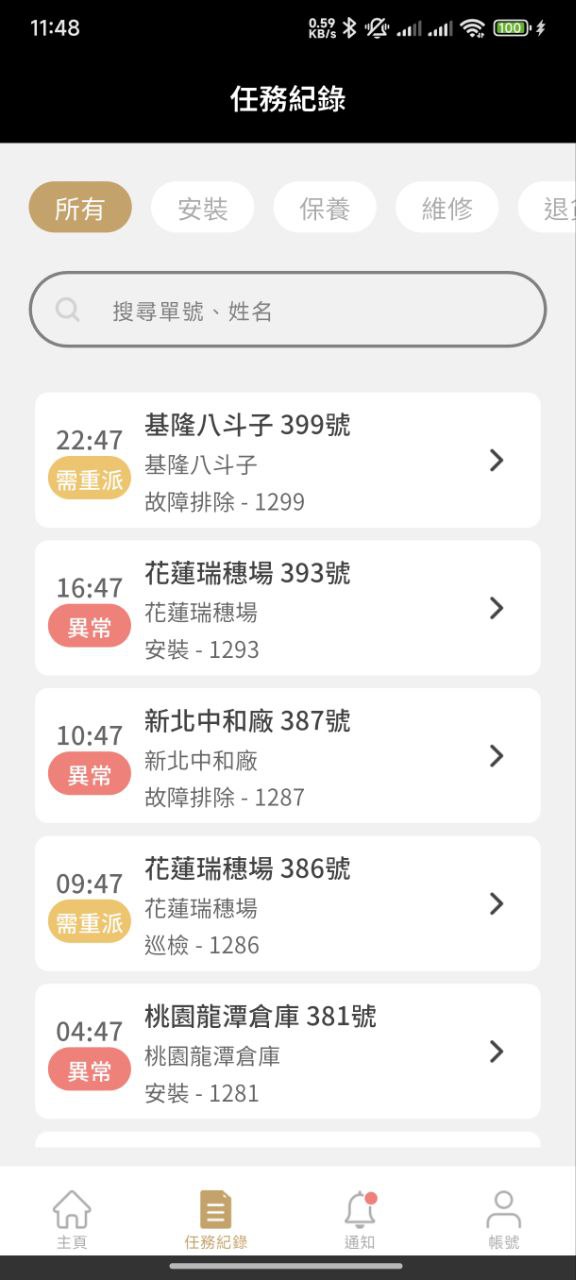 11:48
0.59 KB/s
100
任務紀錄
所有
安裝
保養
維修
搜尋單號、姓名
22:47
需重派
基隆八斗子 399號
基隆八斗子
故障排除 - 1299
16:47
異常
花蓮瑞穗場 393號
花蓮瑞穗場
安裝 - 1293
10:47
異常
新北中和廠 387號
新北中和廠
故障排除 - 1287
09:47
需重派
花蓮瑞穗場 386號
花蓮瑞穗場
巡檢 - 1286
04:47
異常
桃園龍潭倉庫 381號
桃園龍潭倉庫
安裝 - 1281
主頁
任務紀錄
通知
帳號